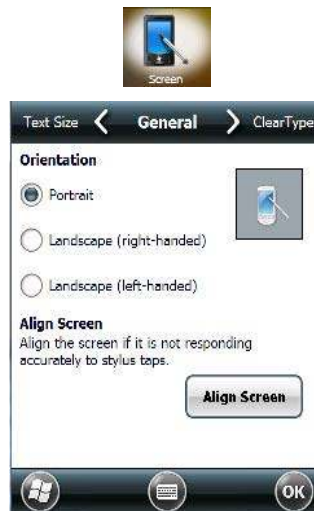 Screen
Text Size General ClearType
Orientation
Portrait
Landscape (right-handed)
Landscape (left-handed)
Align Screen
Align the screen if it is not responding
accurately to stylus taps.
Align Screen
OK